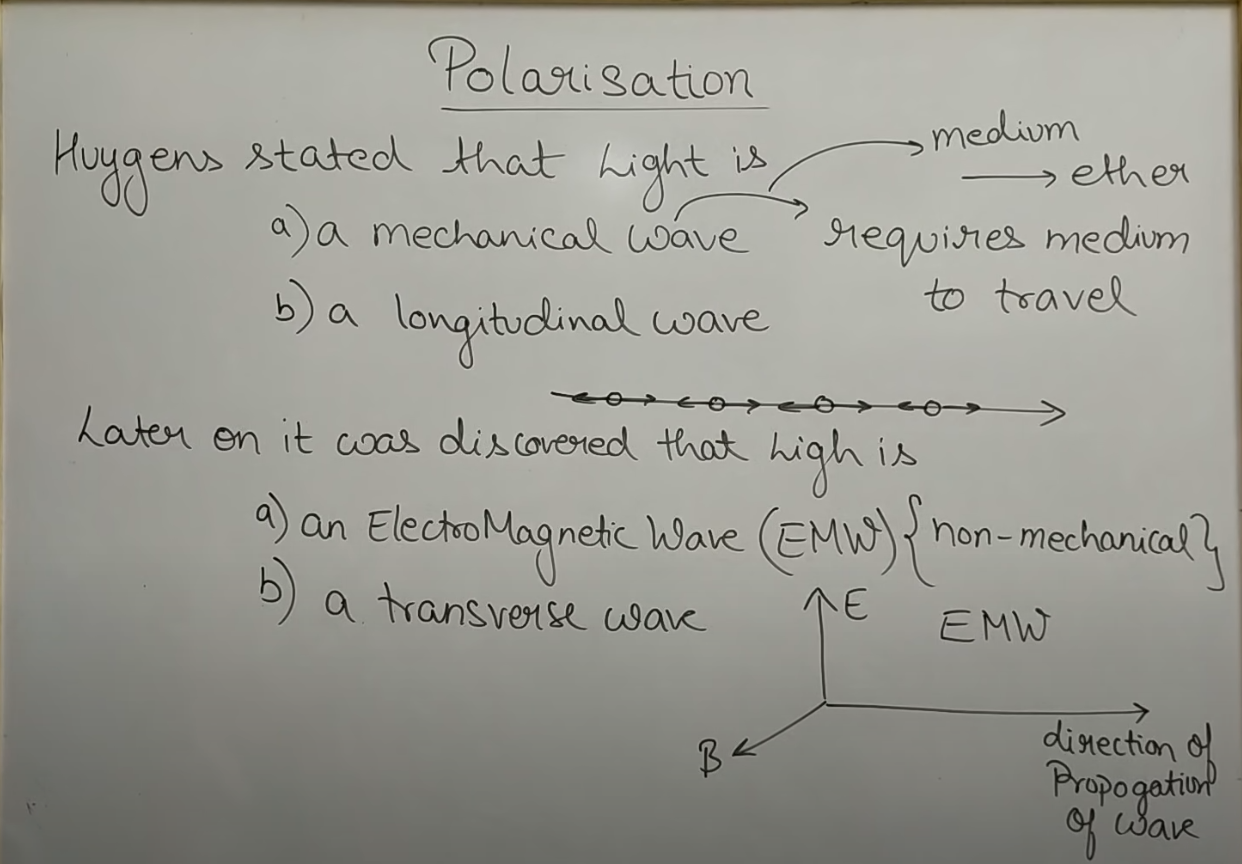 Polarisation
Huygens stated that Light is
medium
→ ether
a) a mechanical wave
requires medium
to travel
b) a longitudinal wave
Later on it was discovered that Ligh is
a) an ElectroMagnetic Wave (EMW) {non-mechanical}
b) a transverse wave
E
EMW
B
direction of
Propogation
of wave